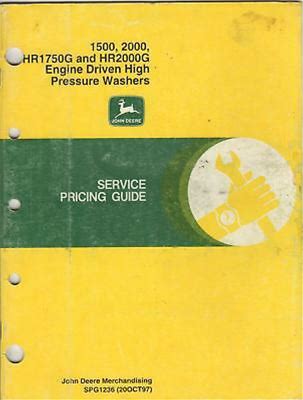 1500, 2000,
HR1750G and HR2000G
Engine Driven High
Pressure Washers
JOHN DEERE
SERVICE
PRICING GUIDE
John Deere Merchandising
SPG1236 (20OCT97)